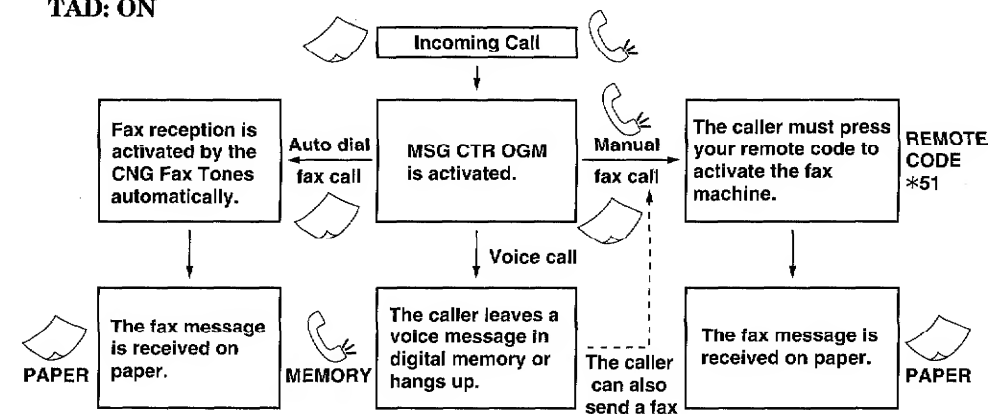 TAD: ON
Incoming Call
Fax reception is
activated by the
CNG Fax Tones
automatically.
Auto dial
fax call
MSG CTR OGM
is activated.
Manual
fax call
The caller must press
your remote code to
activate the fax
machine.
REMOTE
CODE
*51
Voice call
The fax message
is received on
paper.
PAPER
MEMORY
The caller leaves a
voice message in
digital memory or
hangs up.
The caller
can also
send a fax
The fax message is
received on paper.
PAPER